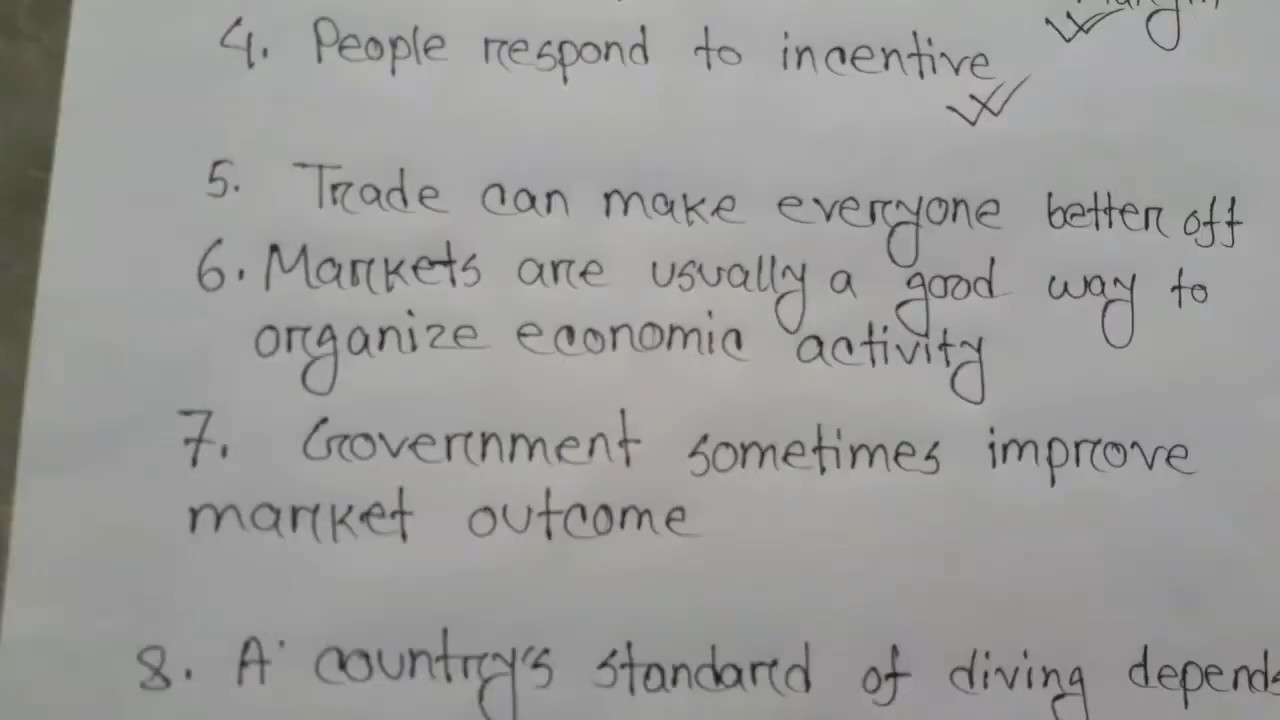 4. People respond to incentive
5. Trade can make everyone better off
6. Markets are usually a good way to
organize economic activity
7. Government sometimes improve
market outcome
8. A country's standard of diving depends